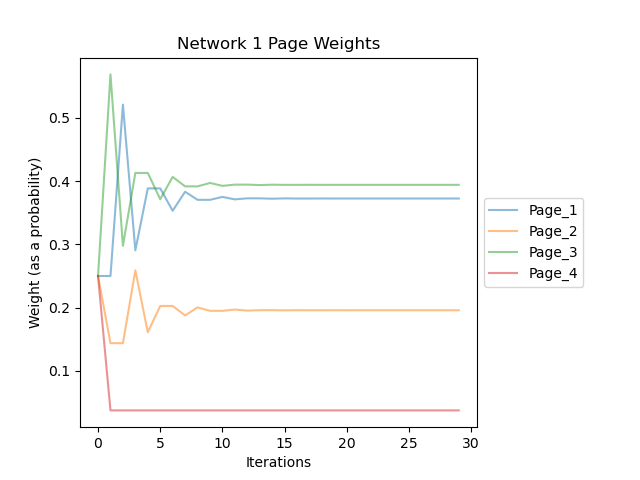 Network 1 Page Weights
Weight (as a probability)
0.5
0.4
0.3
0.2
0.1
0 5 10 15 20 25 30
Iterations
Page_1
Page_2
Page_3
Page_4